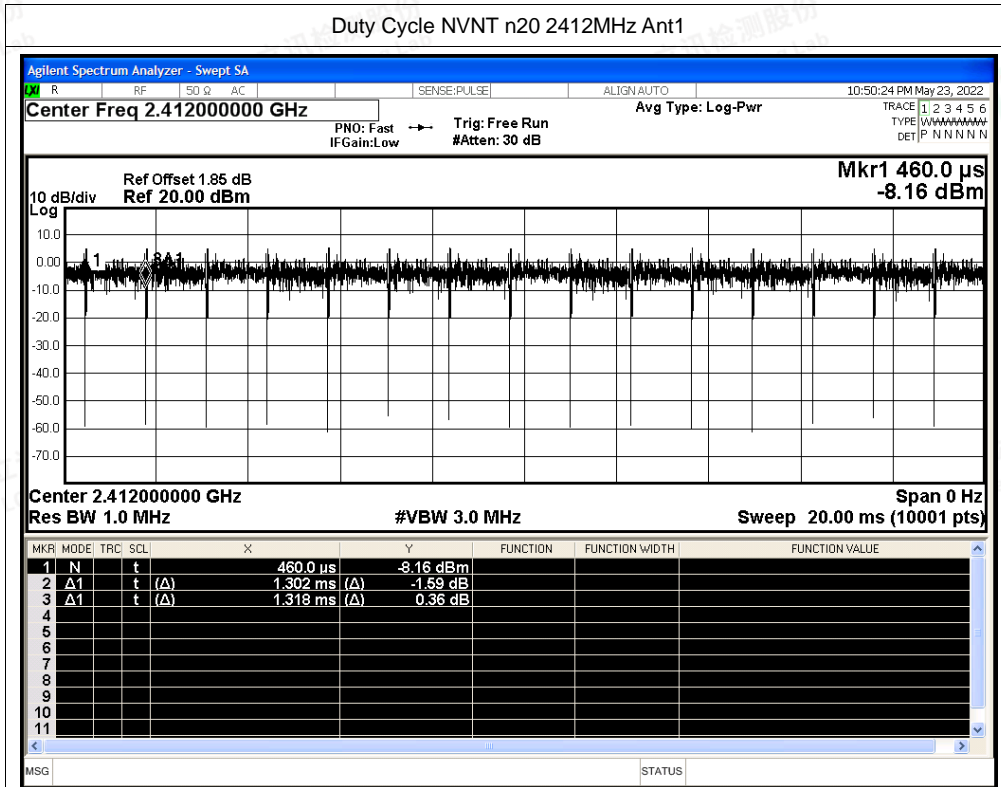 Duty Cycle NVNT n20 2412MHz Ant1
Agilent Spectrum Analyzer - Swept SA
LXI R RF 50 Ω AC SENSE:PULSE ALIGN AUTO 10:50:24 PM May 23, 2022
Center Freq 2.412000000 GHz Avg Type: Log-Pwr TRACE 1 2 3 4 5 6
PNO: Fast Trig: Free Run TYPE WWWWWW
IFGain:Low #Atten: 30 dB DET P N N N N N
Mkr1 460.0 µs
Ref Offset 1.85 dB
10 dB/div Ref 20.00 dBm -8.16 dBm
Log
10.0
0.00
1
3Δ1
-10.0
-20.0
-30.0
-40.0
-50.0
-60.0
-70.0
Center 2.412000000 GHz Span 0 Hz
Res BW 1.0 MHz #VBW 3.0 MHz Sweep 20.00 ms (10001 pts)
MKR MODE TRC SCL X Y FUNCTION FUNCTION WIDTH FUNCTION VALUE
1 N t 460.0 µs -8.16 dBm
2 Δ1 t (Δ) 1.302 ms (Δ) -1.59 dB
3 Δ1 t (Δ) 1.318 ms (Δ) 0.36 dB
4
5
6
7
8
9
10
11
MSG STATUS